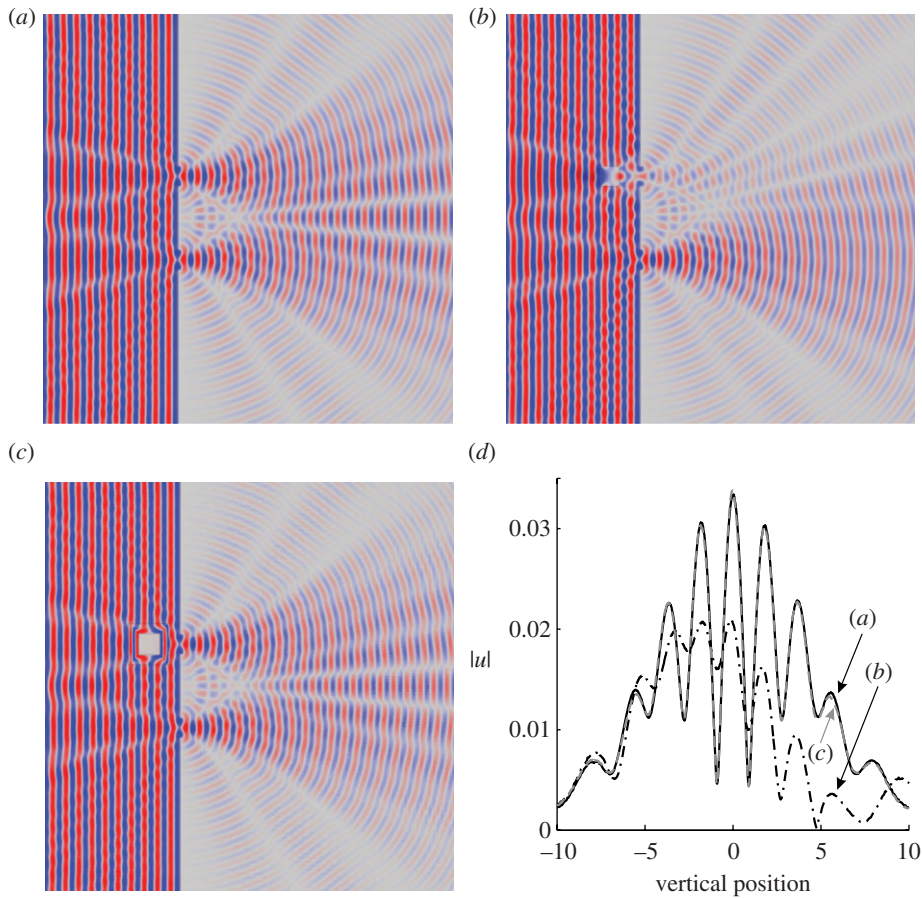 (a)
(b)
(c)
(d)
0.03
0.02
(a)
|u|
(b)
0.01
(c)
0
–10
–5
0
5
10
vertical position